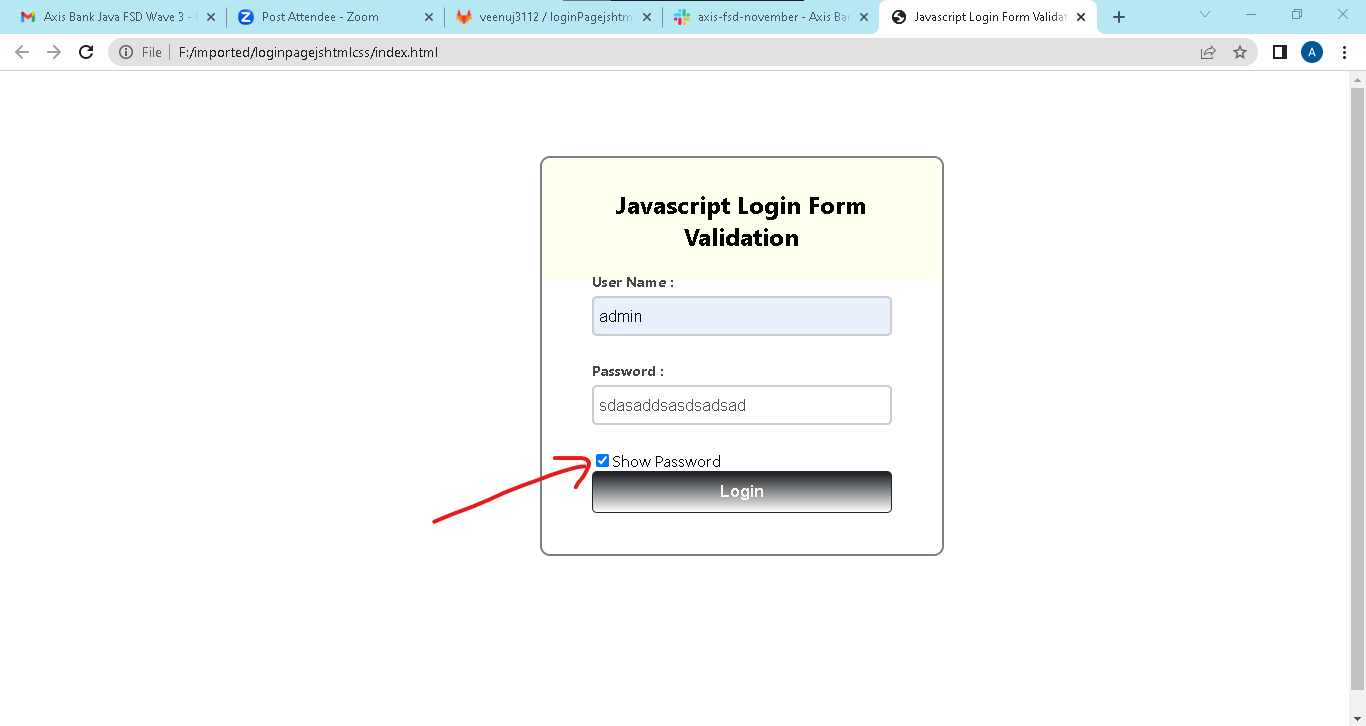 Axis Bank Java FSD Wave 3 -
Post Attendee - Zoom
veenuj3112 / loginPagejshtm
axis-fsd-november - Axis Bar
Javascript Login Form Validat
File
F:/imported/loginpagejshtmlcss/index.html
A
Javascript Login Form
Validation
User Name :
admin
Password :
sdasaddsasdsadsad
Show Password
Login